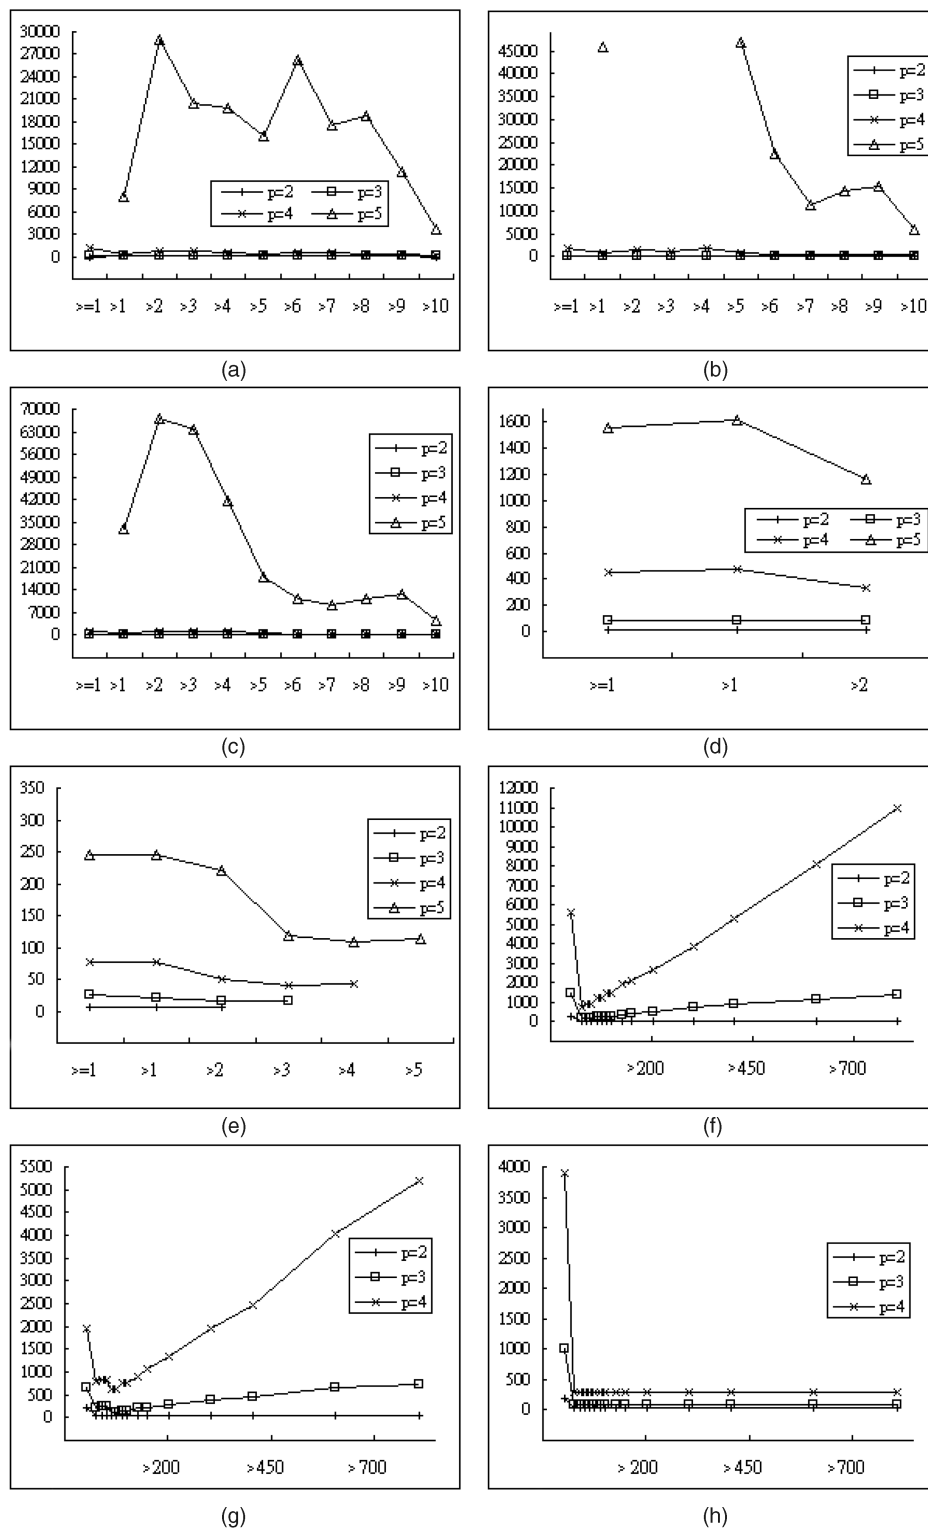 30000
27000
24000
21000
18000
15000
12000
9000
6000
3000
0
p=2 p=3
p=4 p=5
>=1 >1 >2 >3 >4 >5 >6 >7 >8 >9 >10
(a)
45000
40000
35000
30000
25000
20000
15000
10000
5000
0
p=2
p=3
p=4
p=5
>=1 >1 >2 >3 >4 >5 >6 >7 >8 >9 >10
(b)
70000
63000
56000
49000
42000
35000
28000
21000
14000
7000
0
p=2
p=3
p=4
p=5
>=1 >1 >2 >3 >4 >5 >6 >7 >8 >9 >10
(c)
1600
1400
1200
1000
800
600
400
200
0
p=2 p=3
p=4 p=5
>=1 >1 >2
(d)
350
300
250
200
150
100
50
0
p=2
p=3
p=4
p=5
>=1 >1 >2 >3 >4 >5
(e)
12000
11000
10000
9000
8000
7000
6000
5000
4000
3000
2000
1000
0
p=2
p=3
p=4
>200 >450 >700
(f)
5500
5000
4500
4000
3500
3000
2500
2000
1500
1000
500
0
p=2
p=3
p=4
>200 >450 >700
(g)
4000
3500
3000
2500
2000
1500
1000
500
0
p=2
p=3
p=4
> 200 >450 >700
(h)